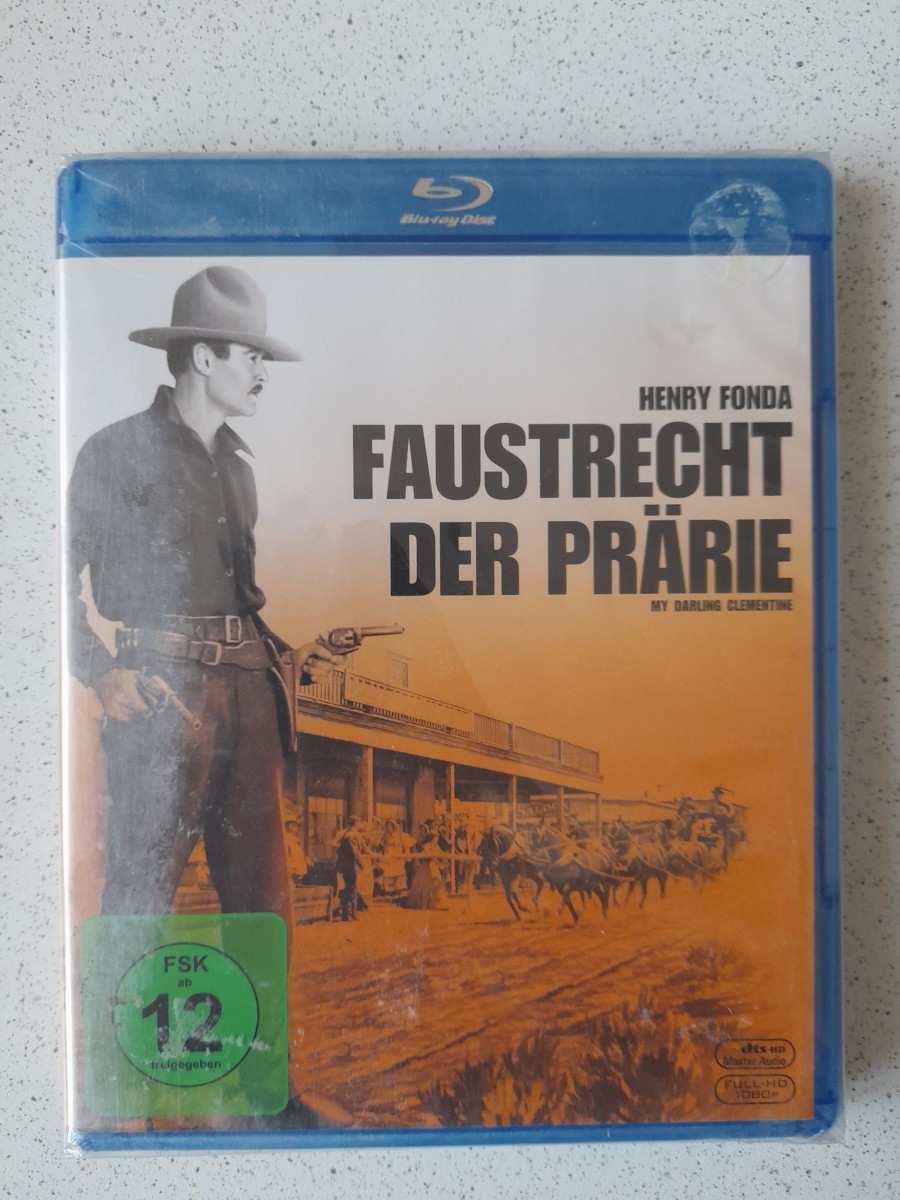 Blu-ray Disc
HENRY FONDA
FAUSTRECHT
DER PRÄRIE
MY DARLING CLEMENTINE
SALOON
FSK
ab
12
freigegeben
dts-HD
Master Audio
FULL-HD
1080p